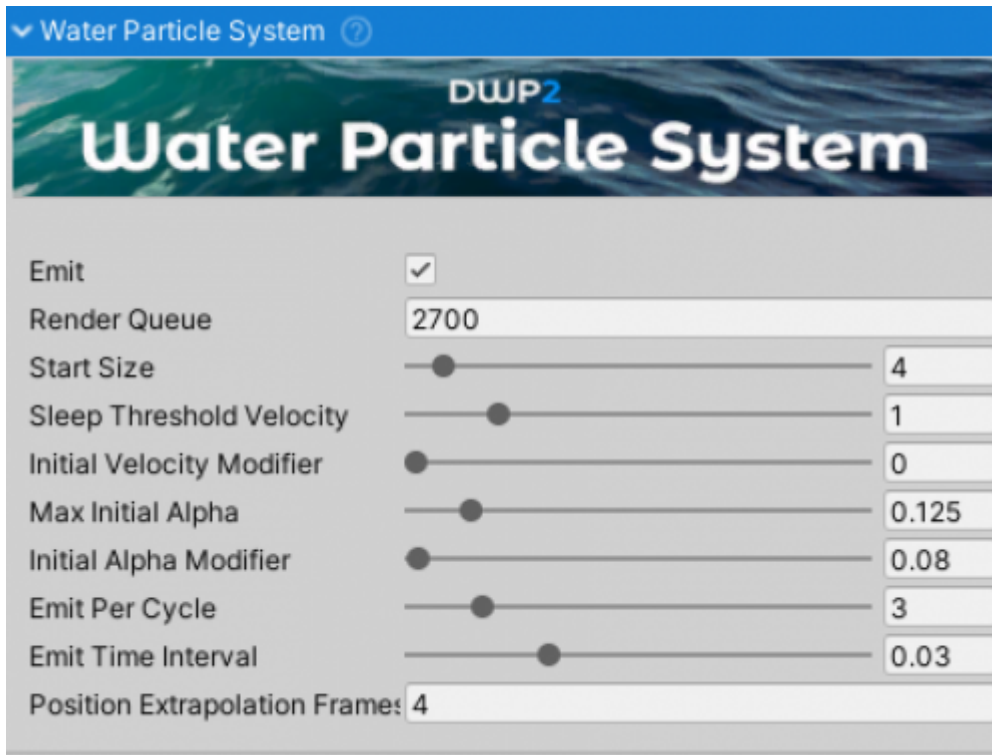 Water Particle System ?
DWP2
Water Particle System
Emit
Render Queue 2700
Start Size 4
Sleep Threshold Velocity 1
Initial Velocity Modifier 0
Max Initial Alpha 0.125
Initial Alpha Modifier 0.08
Emit Per Cycle 3
Emit Time Interval 0.03
Position Extrapolation Frames 4